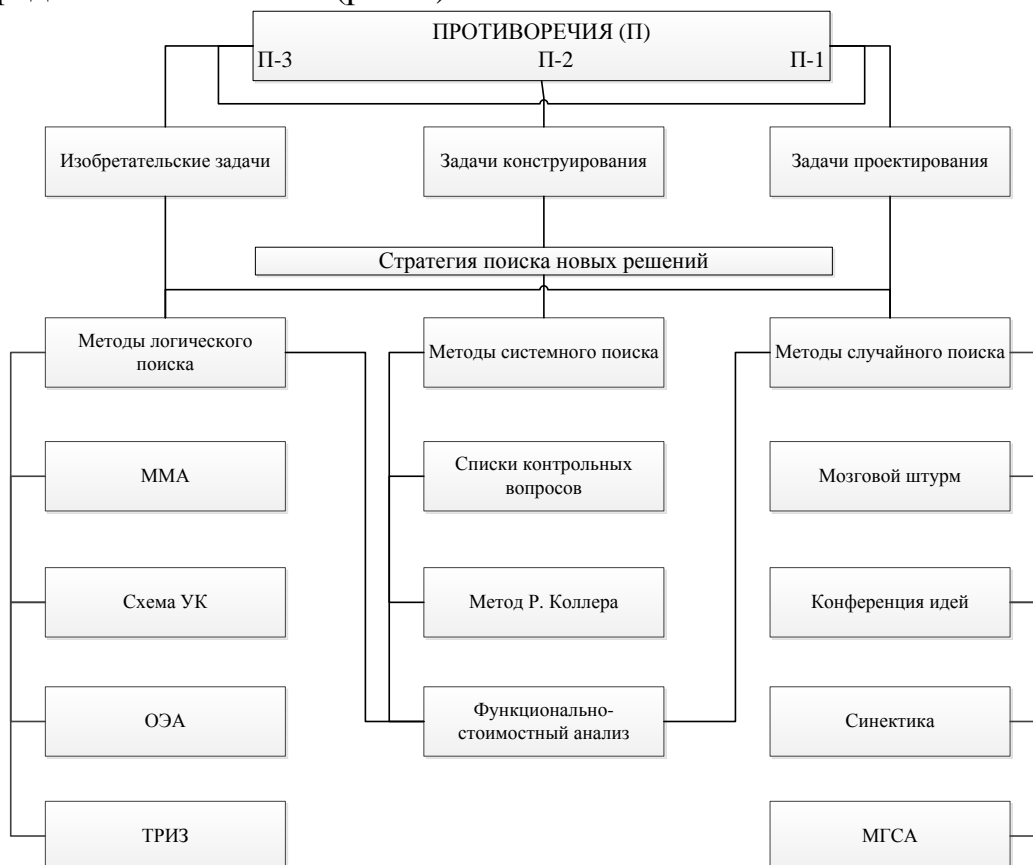 ПРОТИВОРЕЧИЯ (П)
П-3 П-2 П-1
Изобретательские задачи
Задачи конструирования
Задачи проектирования
Стратегия поиска новых решений
Методы логического
поиска
Методы системного поиска
Методы случайного поиска
ММА
Списки контрольных
вопросов
Мозговой штурм
Схема УК
Метод Р. Коллера
Конференция идей
ОЭА
Функционально-
стоимостный анализ
Синектика
ТРИЗ
МГСА